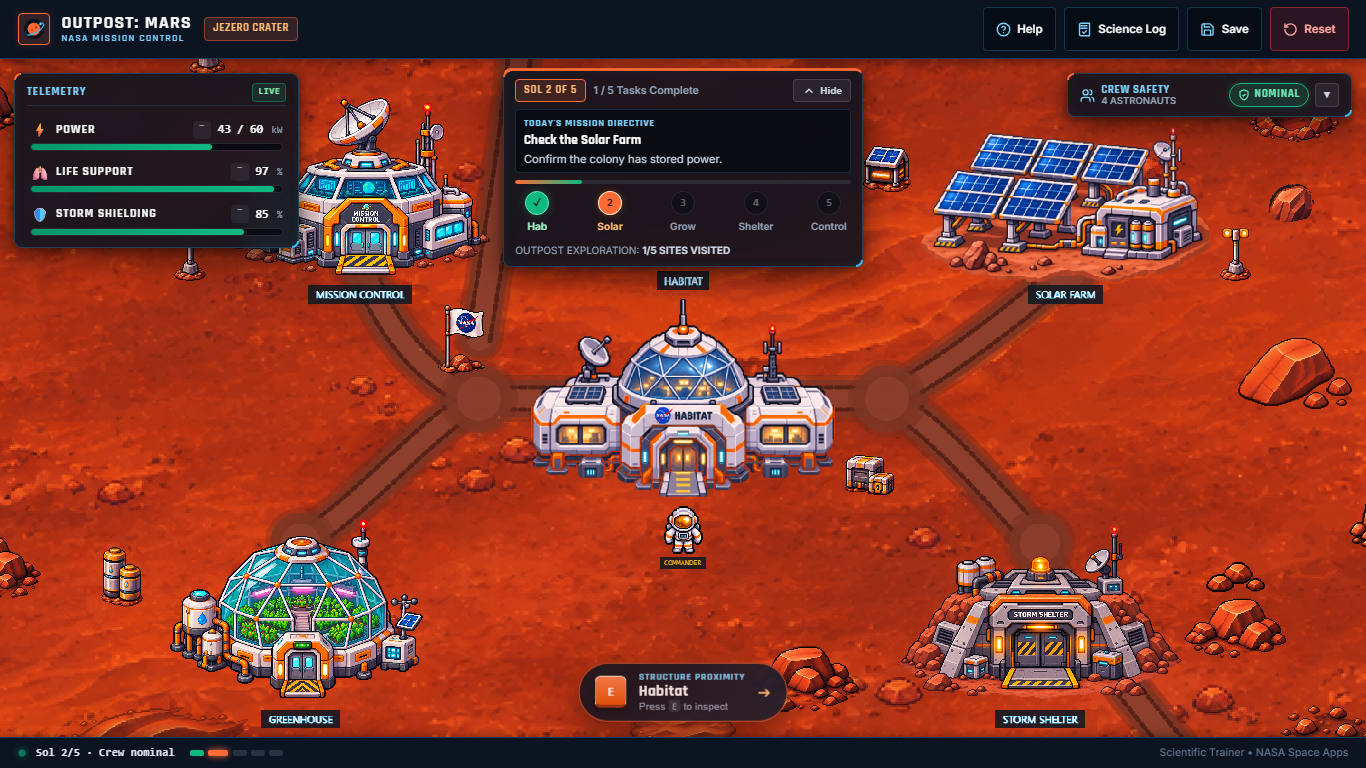 OUTPOST: MARS
NASA MISSION CONTROL
JEZERO CRATER
Help
Science Log
Save
Reset
TELEMETRY
LIVE
POWER
43 / 60 kW
LIFE SUPPORT
97 %
STORM SHIELDING
85 %
SOL 2 OF 5
1 / 5 Tasks Complete
Hide
TODAY'S MISSION DIRECTIVE
Check the Solar Farm
Confirm the colony has stored power.
✓ 2 3 4 5
Hab Solar Grow Shelter Control
OUTPOST EXPLORATION: 1/5 SITES VISITED
CREW SAFETY
4 ASTRONAUTS
NOMINAL
MISSION
CONTROL
MISSION CONTROL
NASA
HABITAT
NASA HABITAT
SOLAR FARM
COMMANDER
GREENHOUSE
STORM SHELTER
STORM SHELTER
E
STRUCTURE PROXIMITY
Habitat
Press E to inspect
Sol 2/5 · Crew nominal
Scientific Trainer • NASA Space Apps